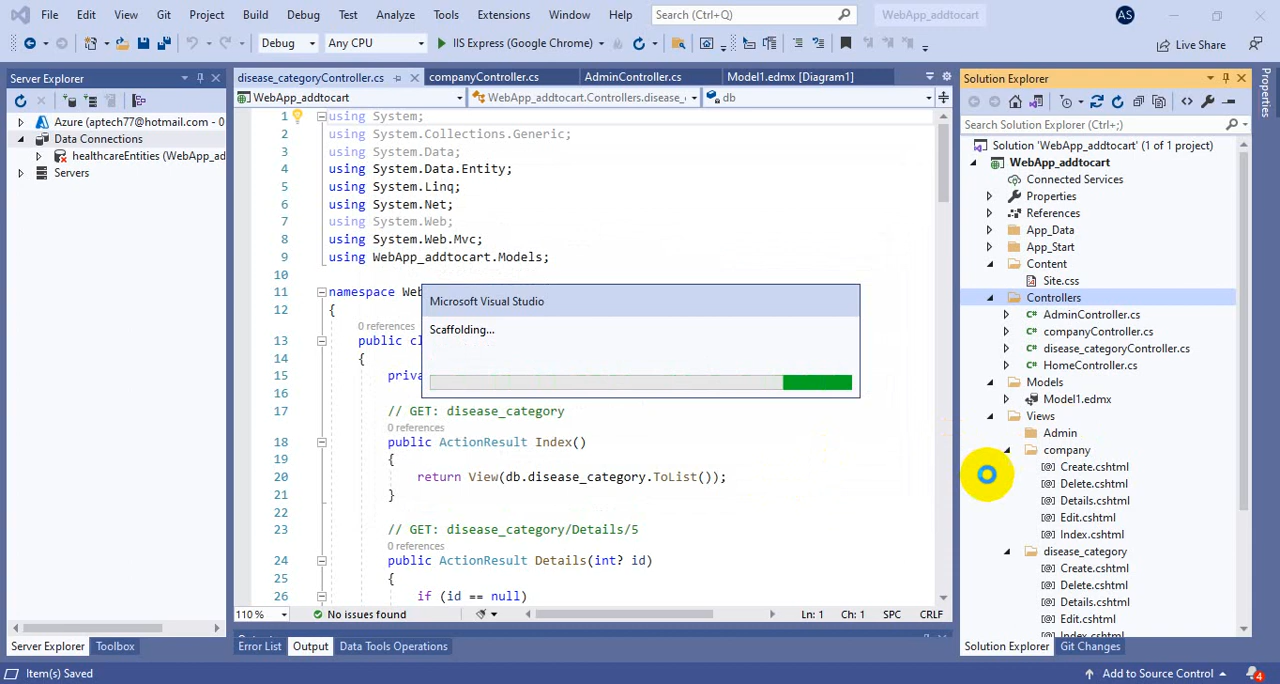 File Edit View Git Project Build Debug Test Analyze Tools Extensions Window Help Search (Ctrl+Q) WebApp_addtocart AS
Debug Any CPU IIS Express (Google Chrome) Live Share
Server Explorer
Azure (aptech77@hotmail.com - 0
Data Connections
healthcareEntities (WebApp_ad
Servers
Server Explorer Toolbox
disease_categoryController.cs companyController.cs AdminController.cs Model1.edmx [Diagram1]
WebApp_addtocart WebApp_addtocart.Controllers.disease_ db
1 using System;
2 using System.Collections.Generic;
3 using System.Data;
4 using System.Data.Entity;
5 using System.Linq;
6 using System.Net;
7 using System.Web;
8 using System.Web.Mvc;
9 using WebApp_addtocart.Models;
10
11 namespace Web
12 {
0 references
13 public cl
14 {
15 priva
16
17 // GET: disease_category
0 references
18 public ActionResult Index()
19 {
20 return View(db.disease_category.ToList());
21 }
22
23 // GET: disease_category/Details/5
0 references
24 public ActionResult Details(int? id)
25 {
26 if (id == null)
Microsoft Visual Studio
Scaffolding...
110 % No issues found Ln: 1 Ch: 1 SPC CRLF
Error List Output Data Tools Operations
Solution Explorer
Search Solution Explorer (Ctrl+;)
Solution 'WebApp_addtocart' (1 of 1 project)
WebApp_addtocart
Connected Services
Properties
References
App_Data
App_Start
Content
Site.css
Controllers
AdminController.cs
companyController.cs
disease_categoryController.cs
HomeController.cs
Models
Model1.edmx
Views
Admin
company
Create.cshtml
Delete.cshtml
Details.cshtml
Edit.cshtml
Index.cshtml
disease_category
Create.cshtml
Delete.cshtml
Details.cshtml
Edit.cshtml
Index.cshtml
Solution Explorer Git Changes
Properties
Item(s) Saved Add to Source Control 4